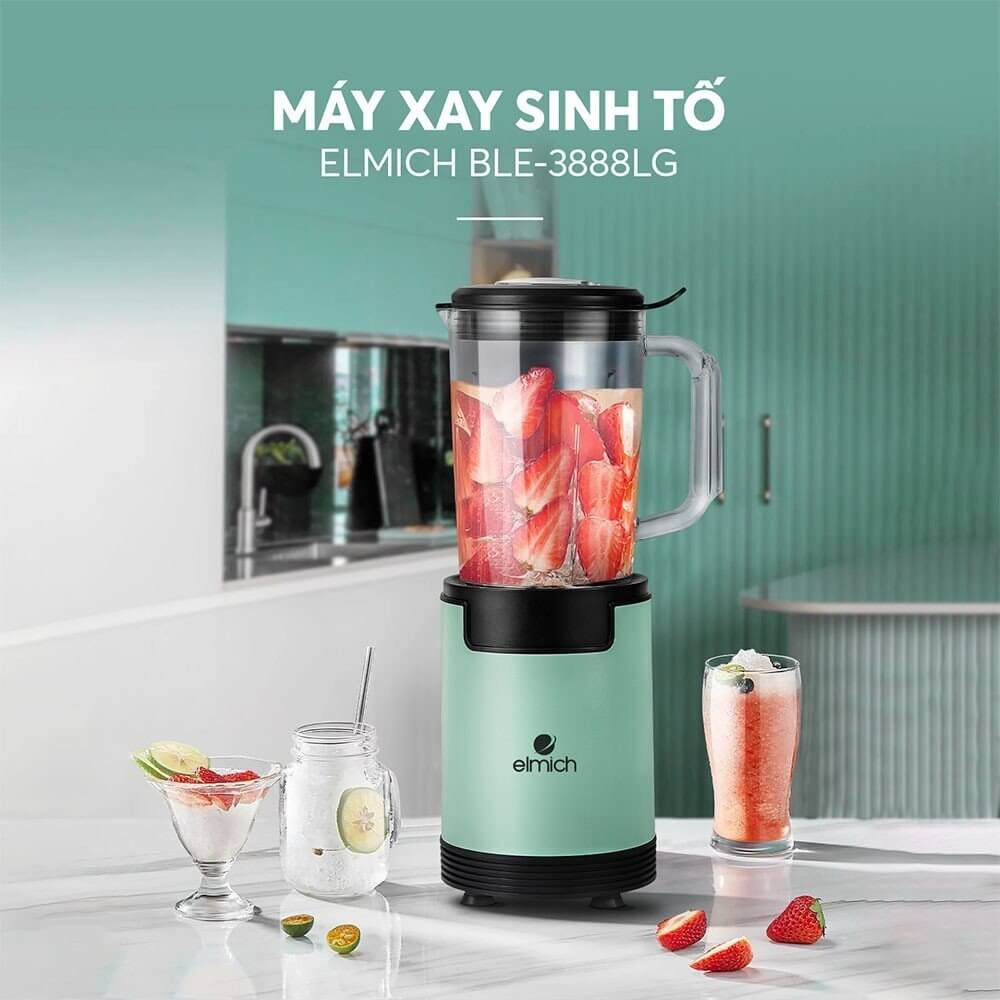 MÁY XAY SINH TỐ
ELMICH BLE-3888LG
elmich